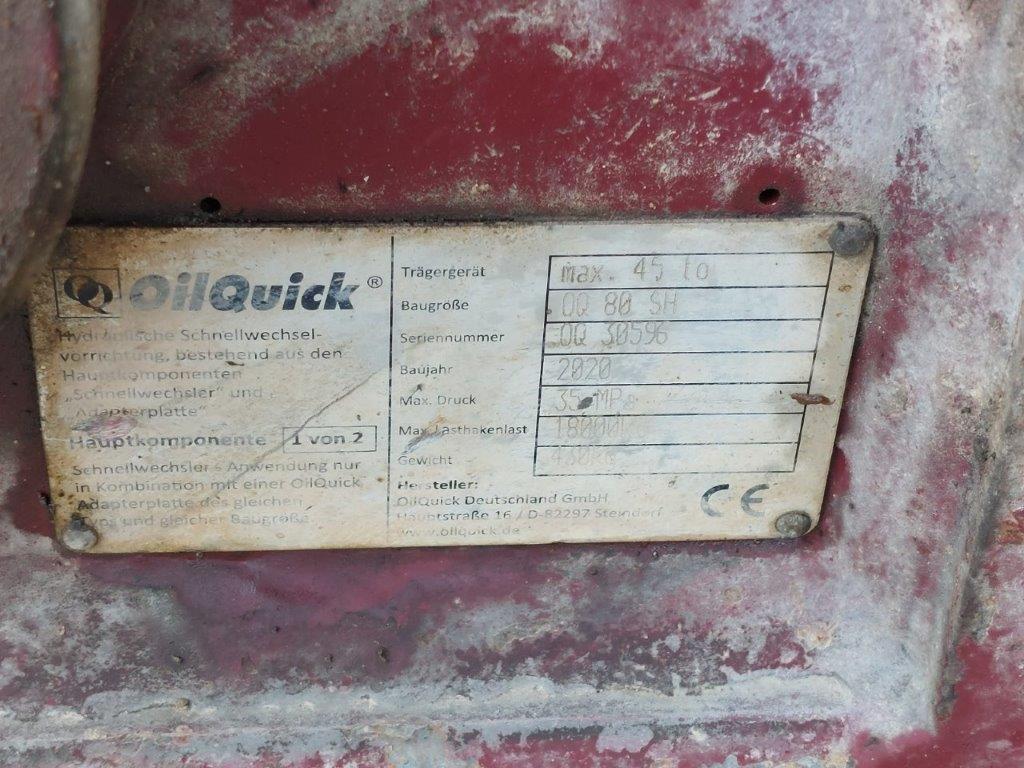 OilQuick®
Hydraulische Schnellwechsel-
vorrichtung, bestehend aus den
Hauptkomponenten
„Schnellwechsler“ und
„Adapterplatte“
Hauptkomponente 1 von 2
Schnellwechsler - Anwendung nur
in Kombination mit einer OilQuick
Adapterplatte des gleichen
Typs und gleicher Baugröße
Trägergerät max. 45 to
Baugröße OQ 80 SH
Seriennummer OQ 30596
Baujahr 2020
Max. Druck 35 MPa
Max. Lasthakenlast
Gewicht
Hersteller:
OilQuick Deutschland GmbH
Hauptstraße 16 / D-82297 Steindorf
www.oilquick.de
CE